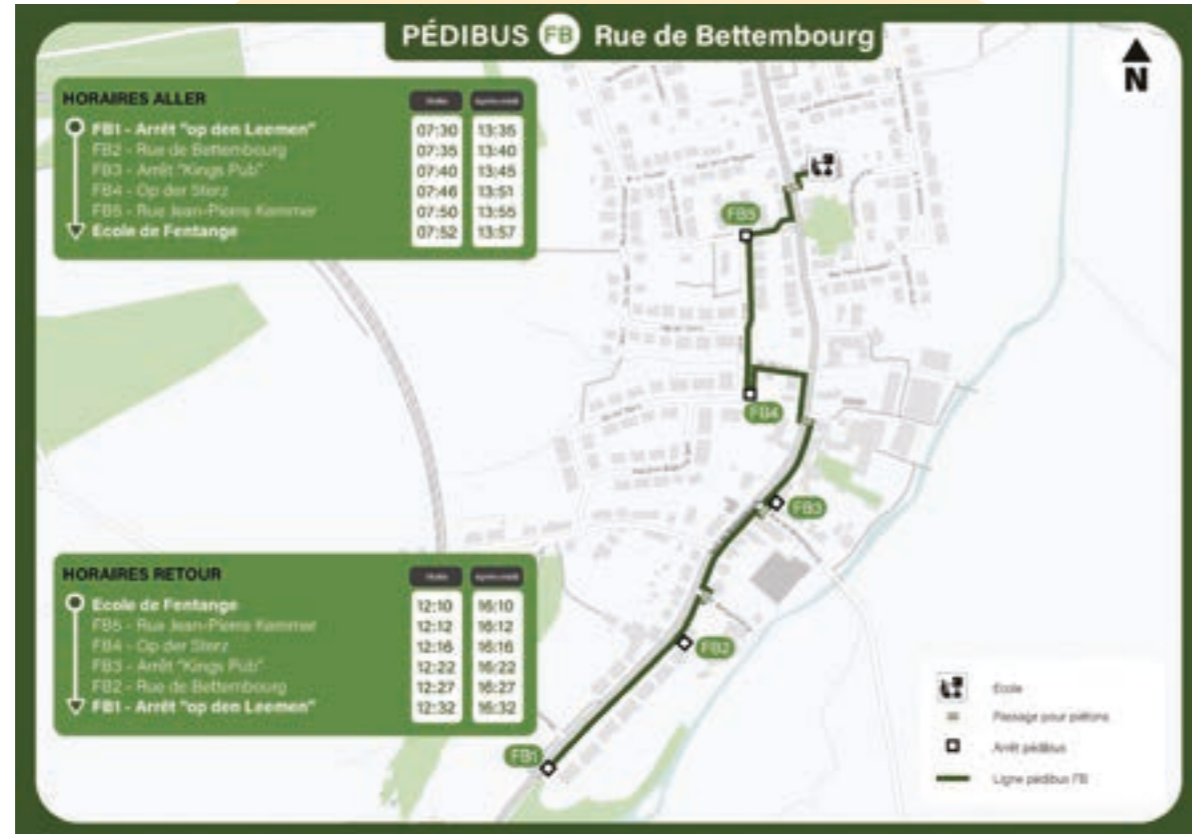 PÉDIBUS FB Rue de Bettembourg
N
HORAIRES ALLER Matin Après-midi
FB1 - Arrêt "op den Leemen" 07:30 13:35
FB2 - Rue de Bettembourg 07:35 13:40
FB3 - Arrêt "Kings Pub" 07:40 13:45
FB4 - Op der Sterz 07:46 13:51
FB5 - Rue Jean-Pierre Kemmer 07:50 13:55
Ecole de Fentange 07:52 13:57
FB5
FB4
FB3
FB2
FB1
HORAIRES RETOUR Matin Après-midi
Ecole de Fentange 12:10 16:10
FB5 - Rue Jean-Pierre Kemmer 12:12 16:12
FB4 - Op der Sterz 12:16 16:16
FB3 - Arrêt "Kings Pub" 12:22 16:22
FB2 - Rue de Bettembourg 12:27 16:27
FB1 - Arrêt "op den Leemen" 12:32 16:32
Ecole
Passage pour piétons
Arrêt pédibus
Ligne pédibus FB